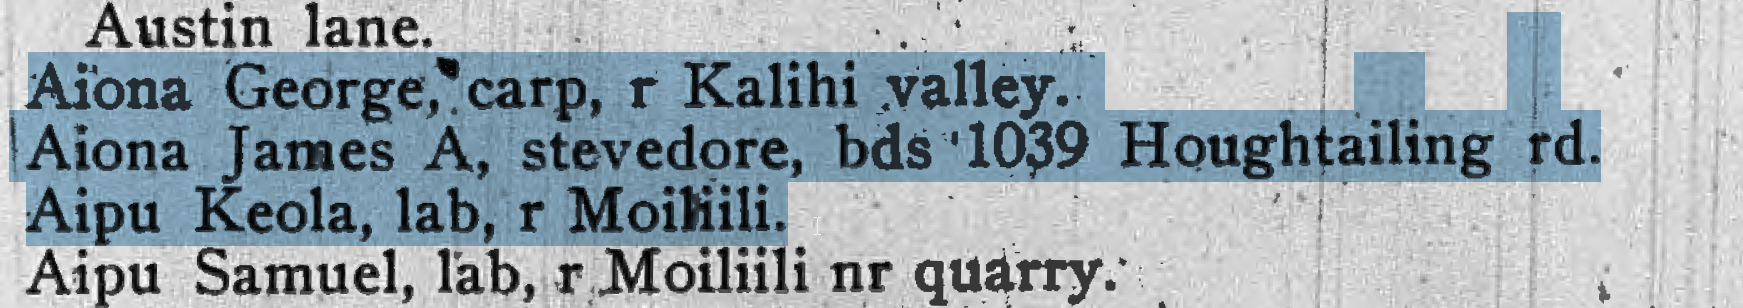 Austin lane.
Aiona George, carp, r Kalihi valley.
Aiona James A, stevedore, bds 1039 Houghtailing rd.
Aipu Keola, lab, r Moiliili.
Aipu Samuel, lab, r Moiliili nr quarry.